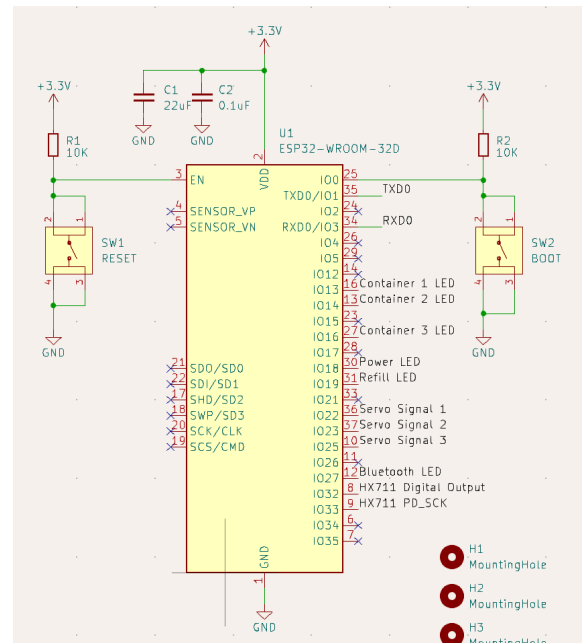 +3.3V
C1
22uF
C2
0.1uF
GND
GND
+3.3V
R1
10K
+3.3V
R2
10K
U1
ESP32-WROOM-32D
2
VDD
3
EN
4
SENSOR_VP
5
SENSOR_VN
21
SDO/SD0
22
SDI/SD1
17
SHD/SD2
18
SWP/SD3
20
SCK/CLK
19
SCS/CMD
IO0
25
TXD0/IO1
35
TXD0
IO2
24
RXD0/IO3
34
RXD0
IO4
26
IO5
29
IO12
14
IO13
16
Container 1 LED
IO14
13
Container 2 LED
IO15
23
IO16
27
Container 3 LED
IO17
28
IO18
30
Power LED
IO19
31
Refill LED
IO21
33
IO22
36
Servo Signal 1
IO23
37
Servo Signal 2
IO25
10
Servo Signal 3
IO26
11
IO27
12
Bluetooth LED
IO32
8
HX711 Digital Output
IO33
9
HX711 PD_SCK
IO34
6
IO35
7
GND
1
GND
2
1
SW1
RESET
4
3
GND
2
1
SW2
BOOT
4
3
GND
H1
MountingHole
H2
MountingHole
H3
MountingHole